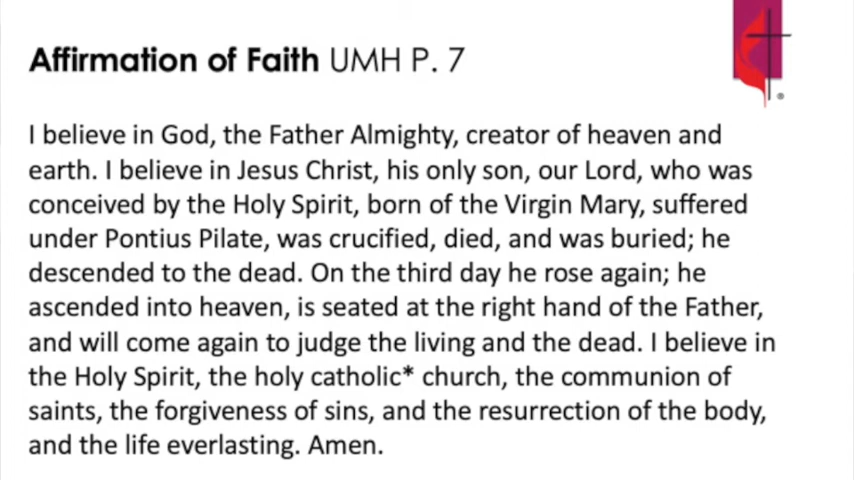 Affirmation of Faith UMH P. 7
I believe in God, the Father Almighty, creator of heaven and
earth. I believe in Jesus Christ, his only son, our Lord, who was
conceived by the Holy Spirit, born of the Virgin Mary, suffered
under Pontius Pilate, was crucified, died, and was buried; he
descended to the dead. On the third day he rose again; he
ascended into heaven, is seated at the right hand of the Father,
and will come again to judge the living and the dead. I believe in
the Holy Spirit, the holy catholic* church, the communion of
saints, the forgiveness of sins, and the resurrection of the body,
and the life everlasting. Amen.
®